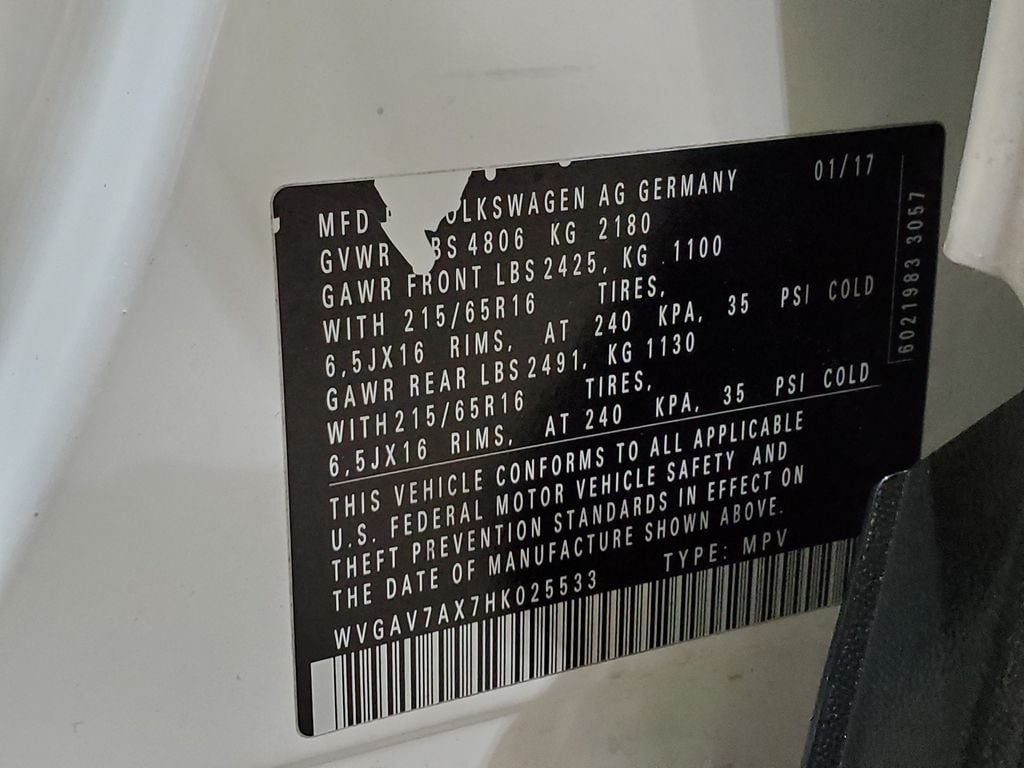 MFD OLKSWAGEN AG GERMANY 01/17
GVWR BS 4806 KG 2180
GAWR FRONT LBS 2425, KG 1100
WITH 215/65R16 TIRES,
6,5JX16 RIMS, AT 240 KPA, 35 PSI COLD
GAWR REAR LBS 2491, KG 1130
WITH 215/65R16 TIRES,
6,5JX16 RIMS, AT 240 KPA, 35 PSI COLD
THIS VEHICLE CONFORMS TO ALL APPLICABLE
U.S. FEDERAL MOTOR VEHICLE SAFETY AND
THEFT PREVENTION STANDARDS IN EFFECT ON
THE DATE OF MANUFACTURE SHOWN ABOVE.
WVGAV7AX7HK025533 TYPE: MPV
6021983 3057